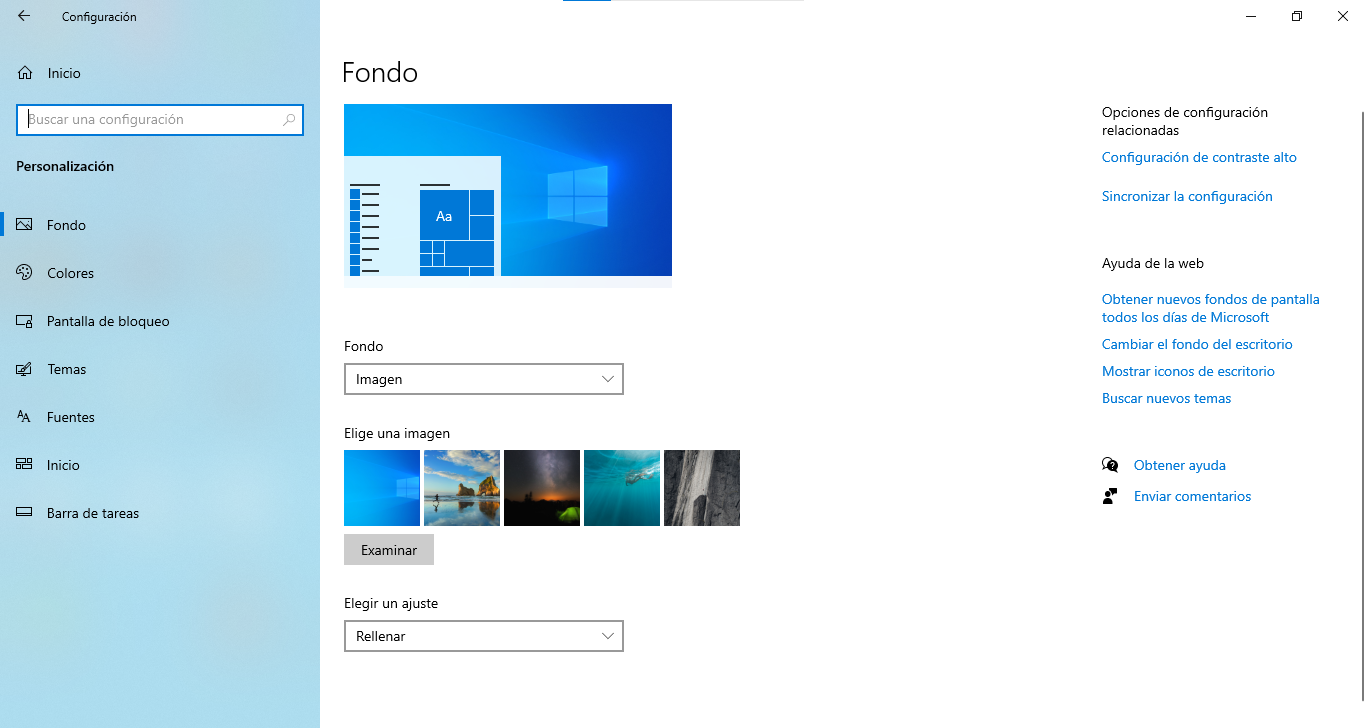 Configuración
Inicio
Buscar una configuración
Personalización
Fondo
Colores
Pantalla de bloqueo
Temas
Fuentes
Inicio
Barra de tareas
Fondo
Aa
Fondo
Imagen
Elige una imagen
Examinar
Elegir un ajuste
Rellenar
Opciones de configuración
relacionadas
Configuración de contraste alto
Sincronizar la configuración
Ayuda de la web
Obtener nuevos fondos de pantalla
todos los días de Microsoft
Cambiar el fondo del escritorio
Mostrar iconos de escritorio
Buscar nuevos temas
Obtener ayuda
Enviar comentarios